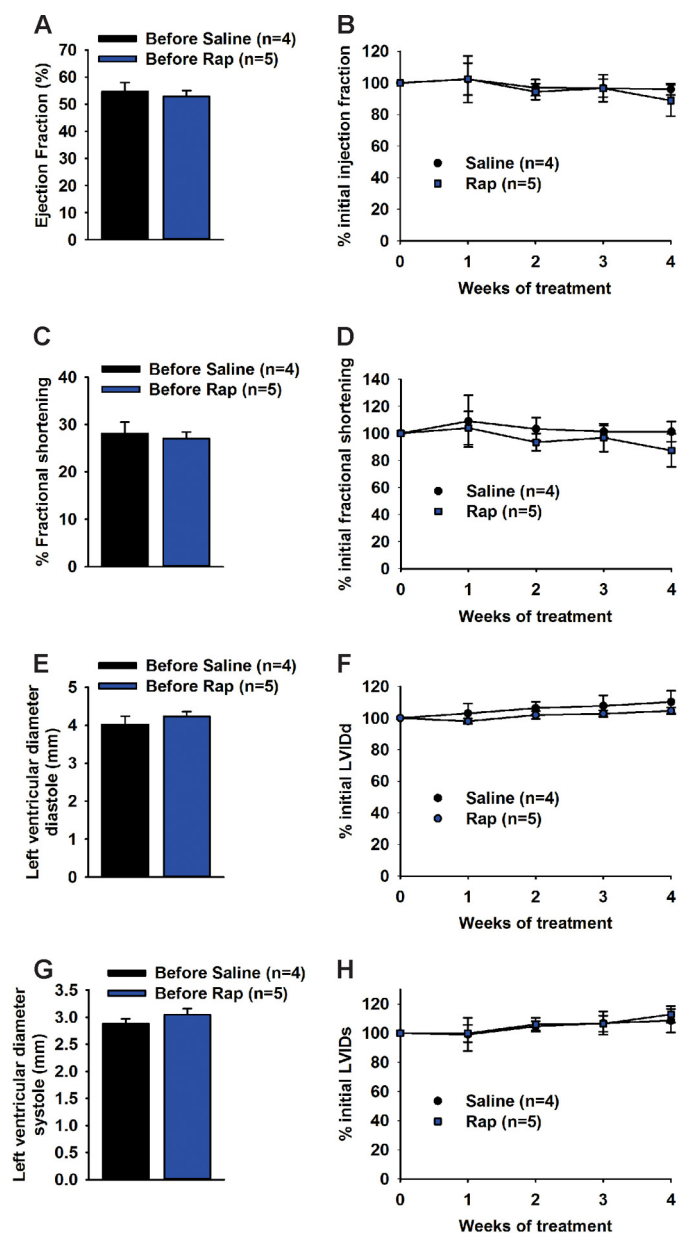 A
Before Saline (n=4)
Before Rap (n=5)
Ejection Fraction (%)
70
60
50
40
30
20
10
0
B
% initial injection fraction
120
100
80
60
40
20
0
Saline (n=4)
Rap (n=5)
0 1 2 3 4
Weeks of treatment
C
Before Saline (n=4)
Before Rap (n=5)
% Fractional shortening
40
30
20
10
0
D
% initial fractional shortening
140
120
100
80
60
40
20
0
Saline (n=4)
Rap (n=5)
0 1 2 3 4
Weeks of treatment
E
Before Saline (n=4)
Before Rap (n=5)
Left ventricular diameter
diastole (mm)
5
4
3
2
1
0
F
% initial LVIDd
120
100
80
60
40
20
0
Saline (n=4)
Rap (n=5)
0 1 2 3 4
Weeks of treatment
G
Before Saline (n=4)
Before Rap (n=5)
Left ventricular diameter
systole (mm)
3.5
3.0
2.5
2.0
1.5
1.0
0.5
0.0
H
% initial LVIDs
120
100
80
60
40
20
0
Saline (n=4)
Rap (n=5)
0 1 2 3 4
Weeks of treatment